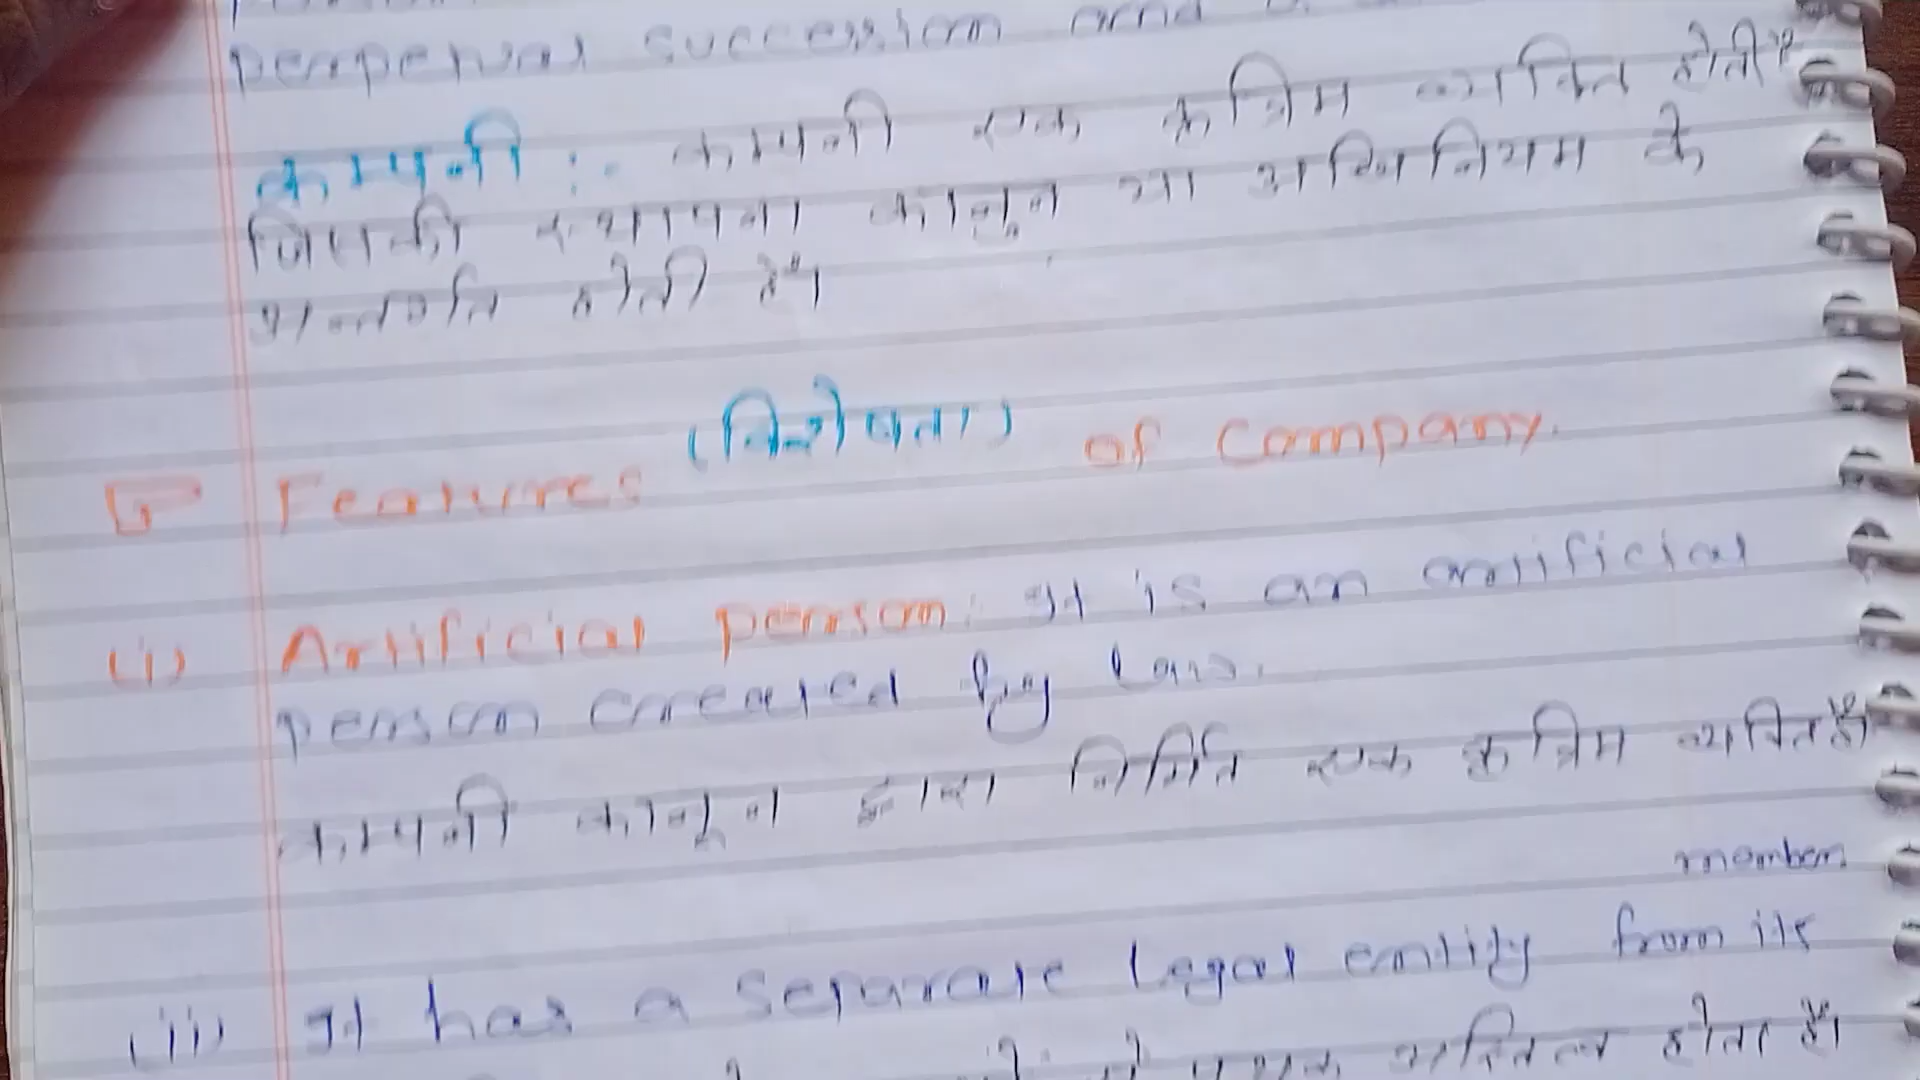 perpetual succession and
कम्पनी :- कम्पनी एक कृत्रिम व्यक्ति होती है
जिसकी स्थापना कानून या अधिनियम के
अन्तर्गत होती है।
Features (विशेषता) of Company.
(i) Artificial person: It is an artificial
person created by law.
कम्पनी कानून द्वारा निर्मित एक कृत्रिम व्यक्ति है।
member
(ii) It has a separate legal entity from its
पृथक अस्तित्व होता है।